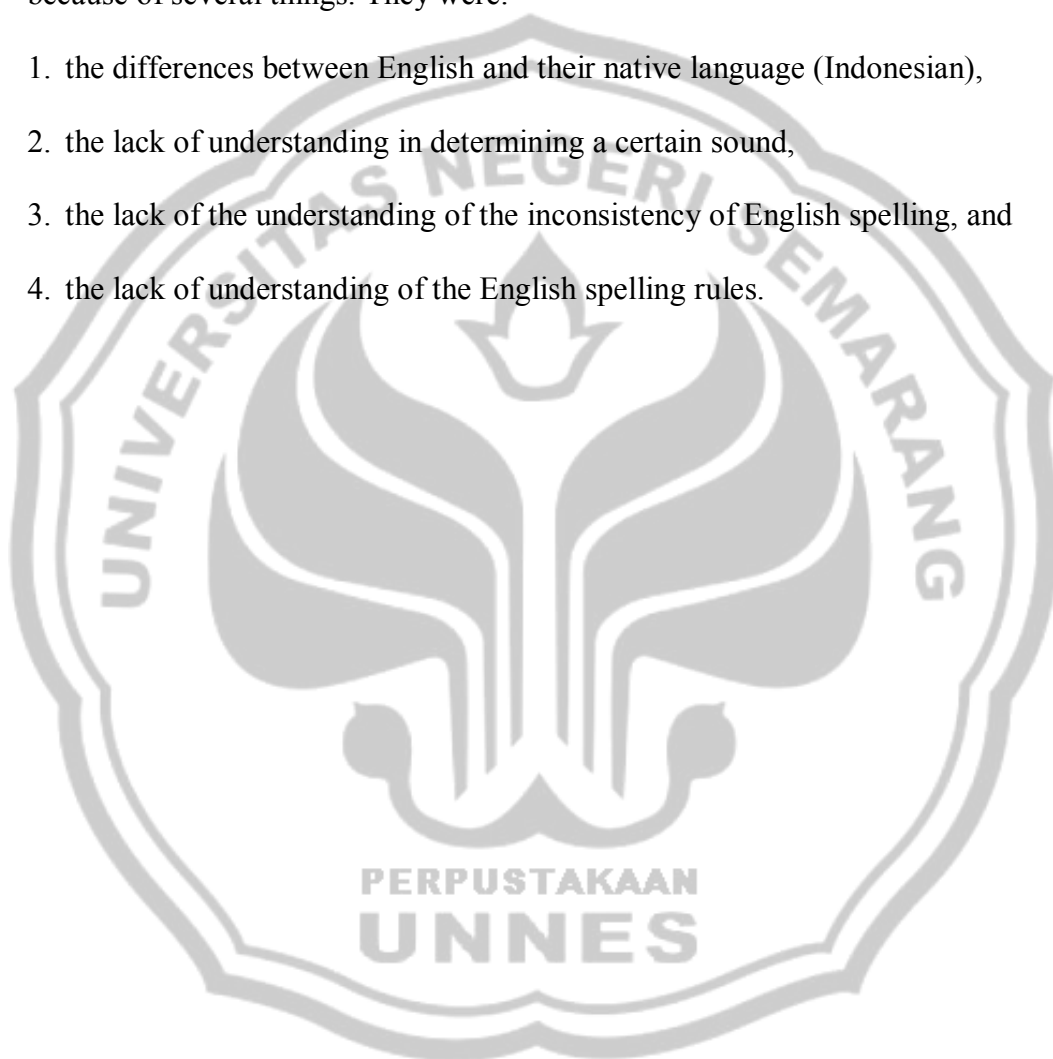 because of several things. They were:
1. the differences between English and their native language (Indonesian),
2. the lack of understanding in determining a certain sound,
3. the lack of the understanding of the inconsistency of English spelling, and
4. the lack of understanding of the English spelling rules.
UNIVERSITAS NEGERI SEMARANG
PERPUSTAKAAN
UNNES